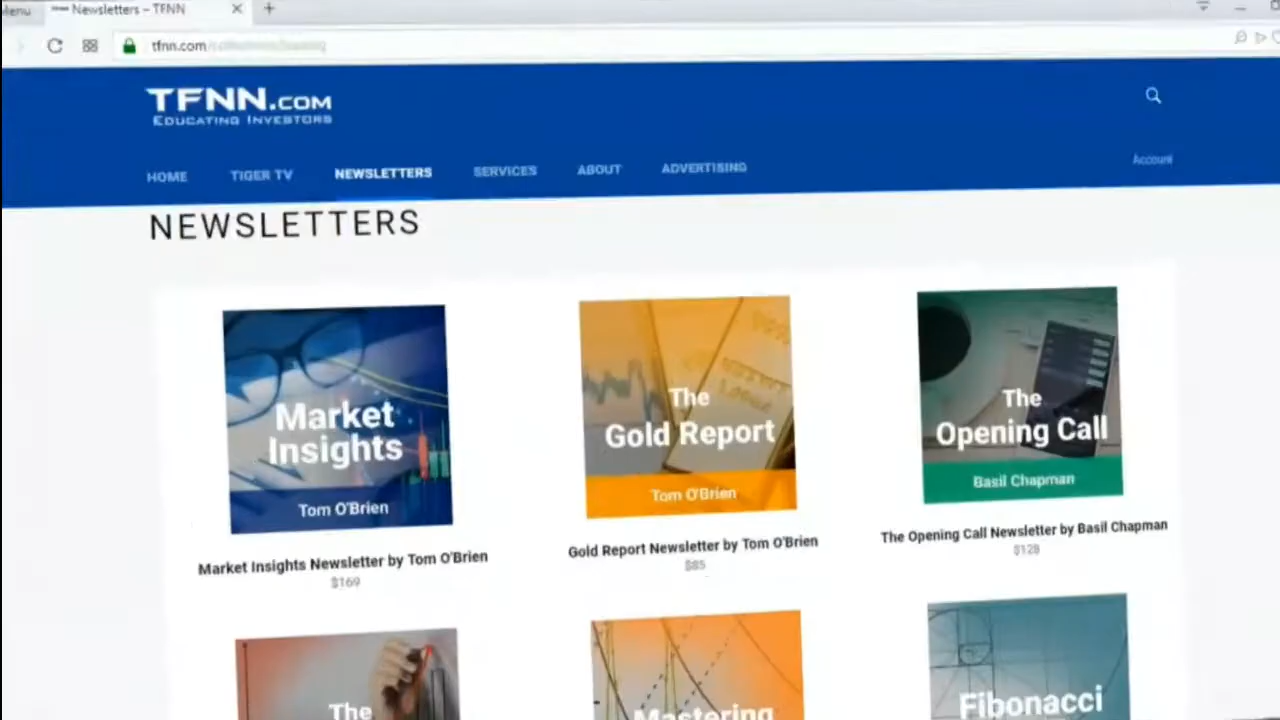 Menu
Newsletters – TFNN
tfnn.com
TFNN.COM
EDUCATING INVESTORS
Account
HOME TIGER TV NEWSLETTERS SERVICES ABOUT ADVERTISING
NEWSLETTERS
Market
Insights
Tom O'Brien
Market Insights Newsletter by Tom O'Brien
$169
The
Gold Report
Tom O'Brien
Gold Report Newsletter by Tom O'Brien
$85
The
Opening Call
Basil Chapman
The Opening Call Newsletter by Basil Chapman
$128
The
Mastering
Fibonacci